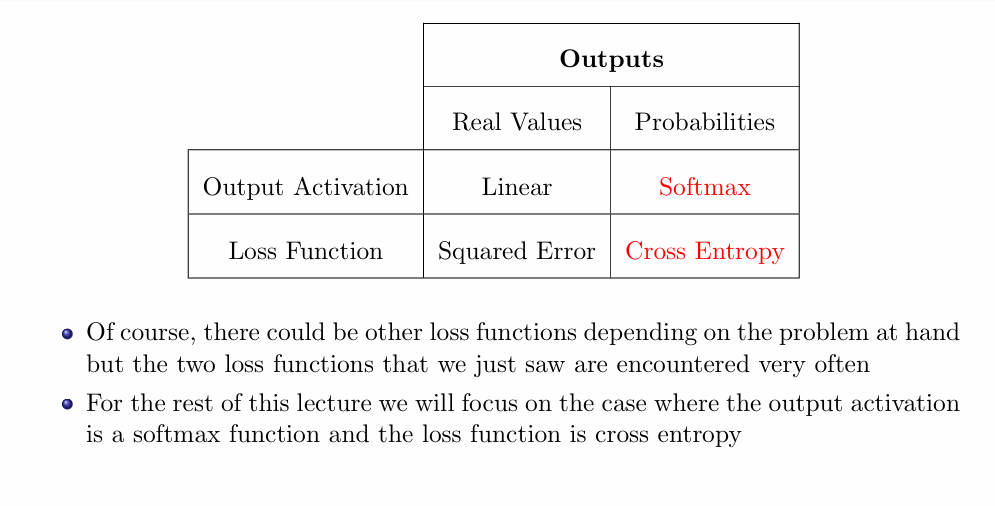 Outputs
Real Values Probabilities
Output Activation Linear Softmax
Loss Function Squared Error Cross Entropy
Of course, there could be other loss functions depending on the problem at hand
but the two loss functions that we just saw are encountered very often
For the rest of this lecture we will focus on the case where the output activation
is a softmax function and the loss function is cross entropy